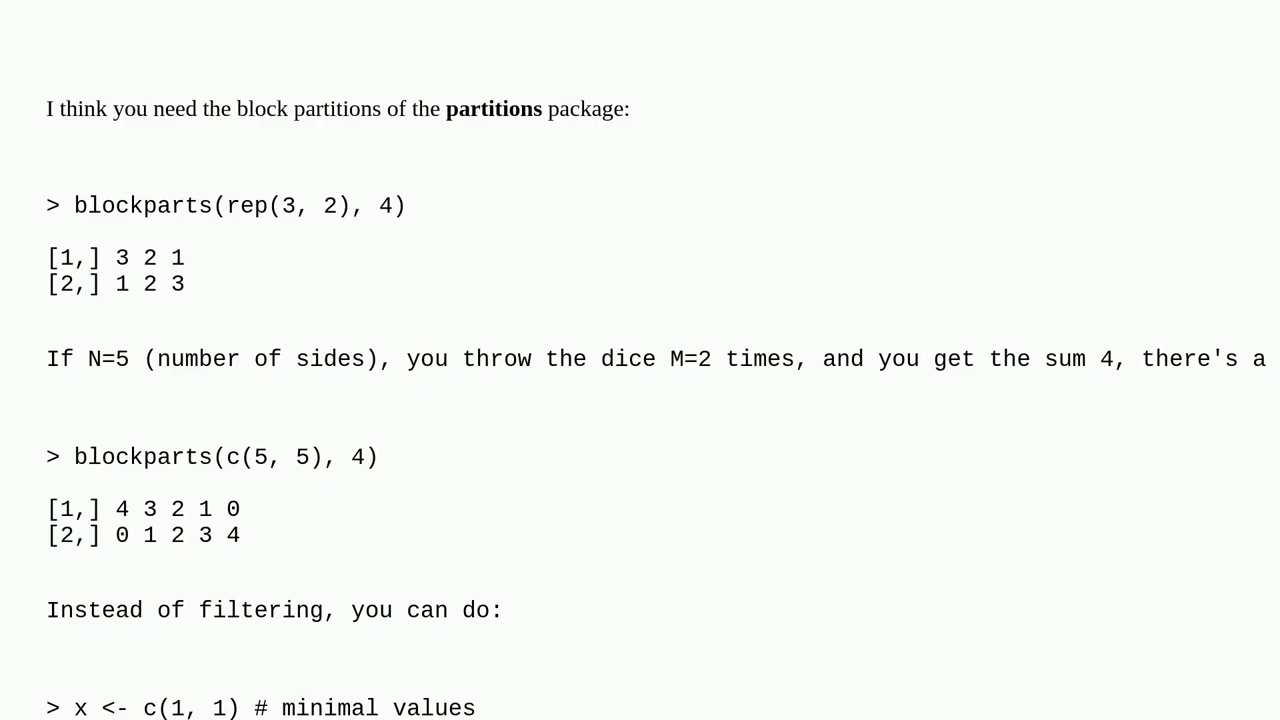 I think you need the block partitions of the partitions package:
> blockparts(rep(3, 2), 4)
[1,] 3 2 1
[2,] 1 2 3
If N=5 (number of sides), you throw the dice M=2 times, and you get the sum 4, there's a
> blockparts(c(5, 5), 4)
[1,] 4 3 2 1 0
[2,] 0 1 2 3 4
Instead of filtering, you can do:
> x <- c(1, 1) # minimal values